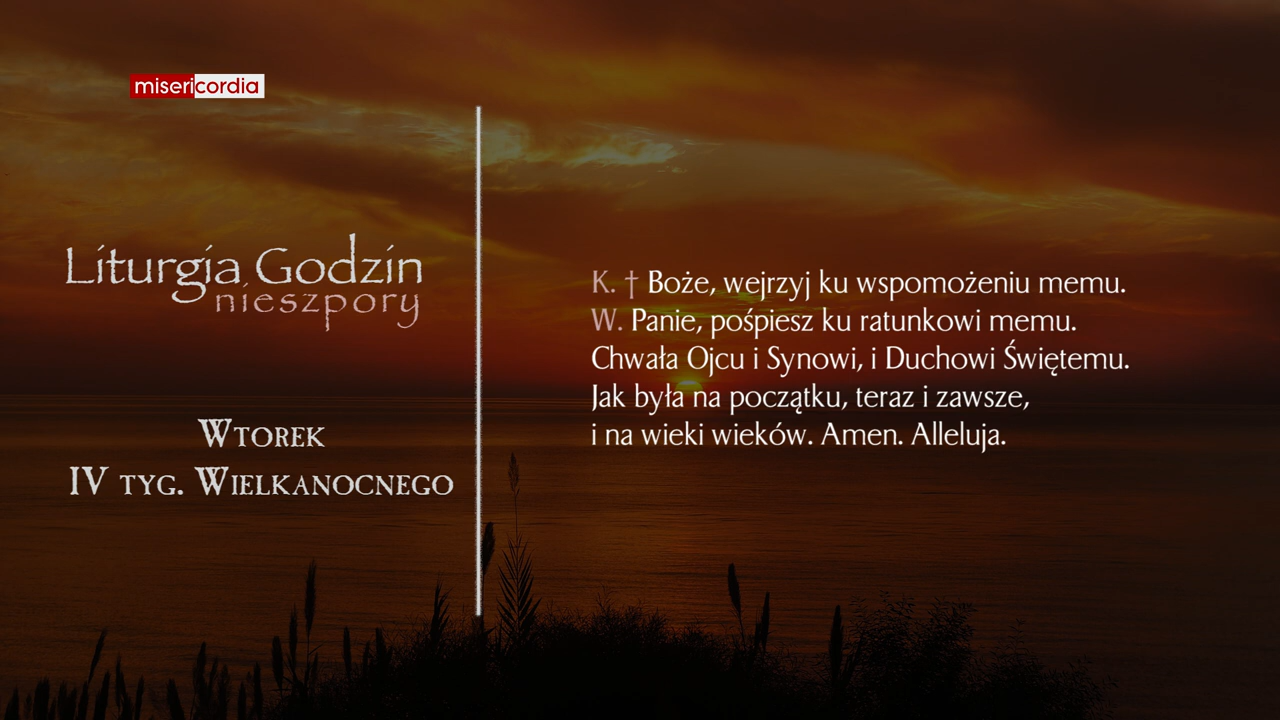 misericordia
Liturgia Godzin
nieszpory
Wtorek
IV tyg. Wielkanocnego
K. † Boże, wejrzyj ku wspomożeniu memu.
W. Panie, pośpiesz ku ratunkowi memu.
Chwała Ojcu i Synowi, i Duchowi Świętemu.
Jak była na początku, teraz i zawsze,
i na wieki wieków. Amen. Alleluja.